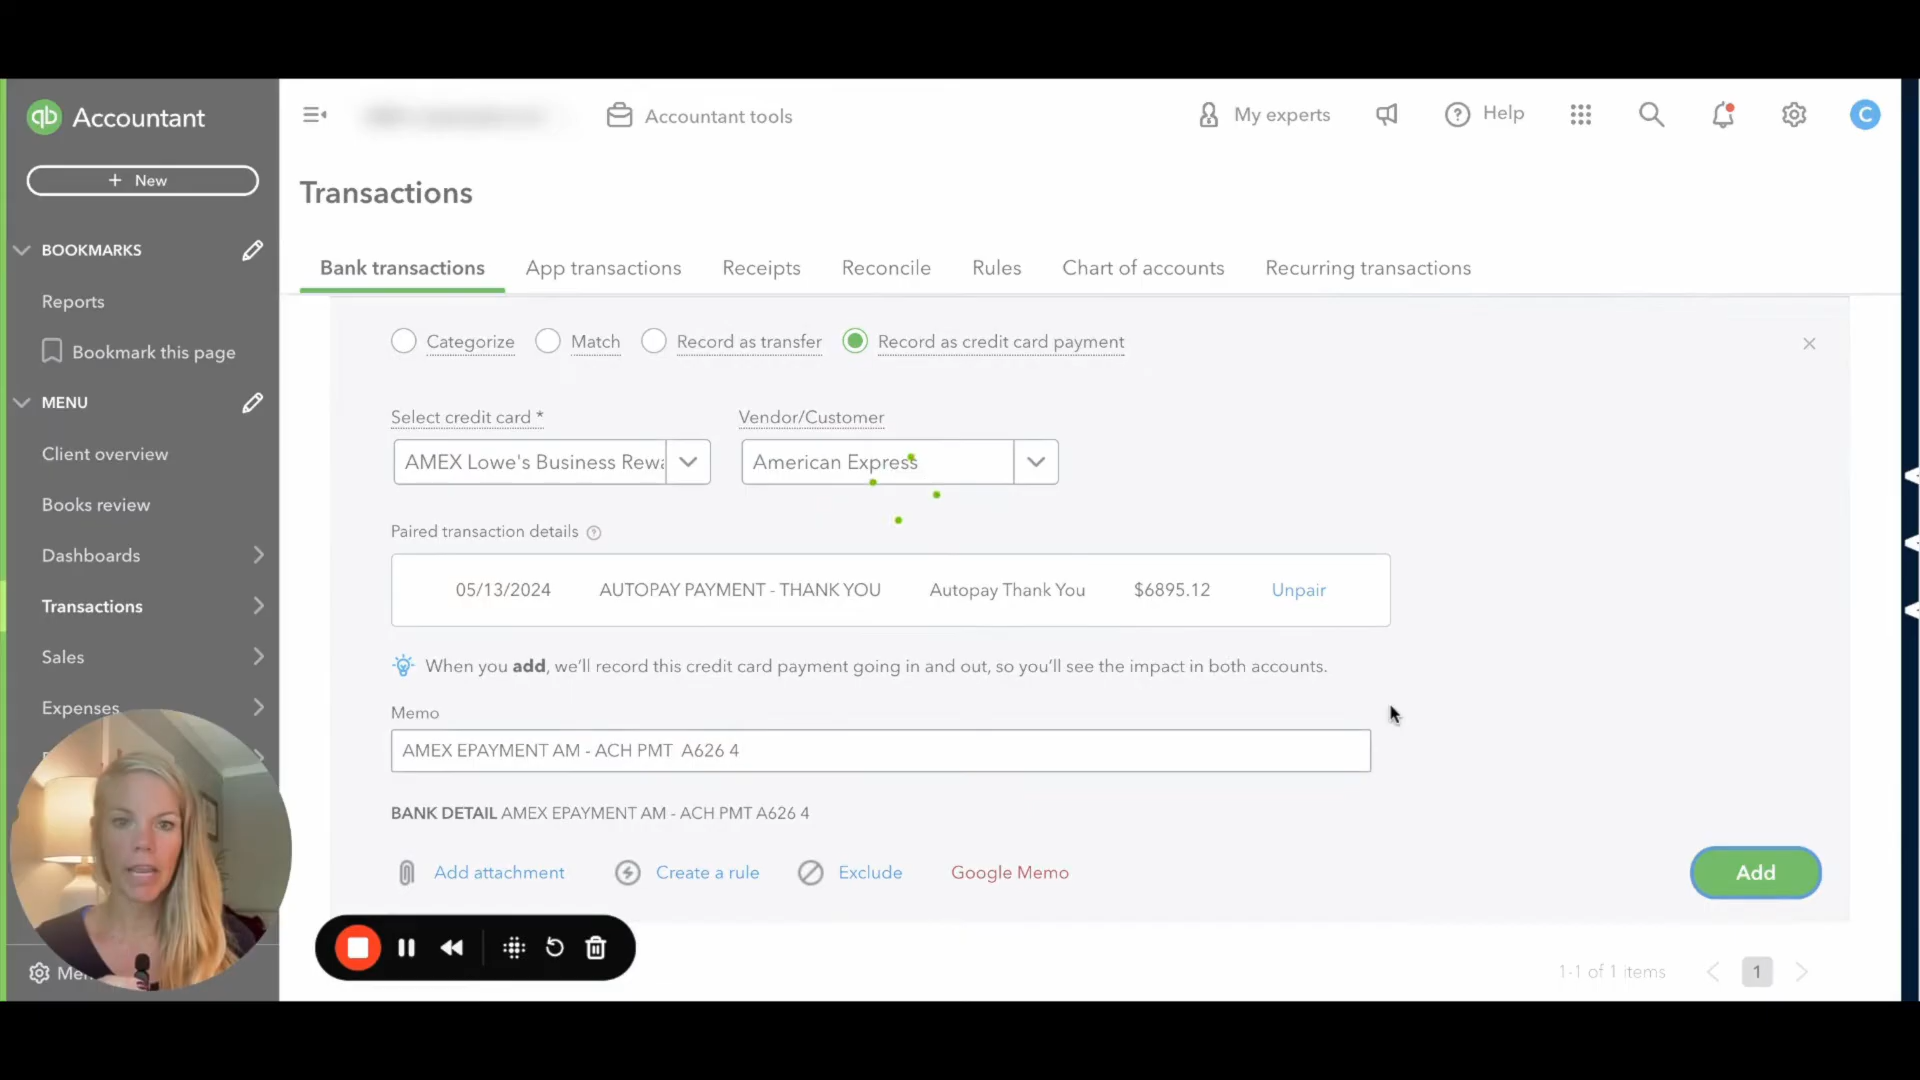 qb Accountant
+ New
BOOKMARKS
Reports
Bookmark this page
MENU
Client overview
Books review
Dashboards
Transactions
Sales
Expenses
Accountant tools
My experts
Help
C
Transactions
Bank transactions
App transactions
Receipts
Reconcile
Rules
Chart of accounts
Recurring transactions
Categorize
Match
Record as transfer
Record as credit card payment
Select credit card *
Vendor/Customer
AMEX Lowe's Business Rewa
American Express
Paired transaction details
05/13/2024 AUTOPAY PAYMENT - THANK YOU Autopay Thank You $6895.12 Unpair
When you add, we'll record this credit card payment going in and out, so you'll see the impact in both accounts.
Memo
AMEX EPAYMENT AM - ACH PMT A626 4
BANK DETAIL AMEX EPAYMENT AM - ACH PMT A626 4
Add attachment
Create a rule
Exclude
Google Memo
Add
1-1 of 1 items
1